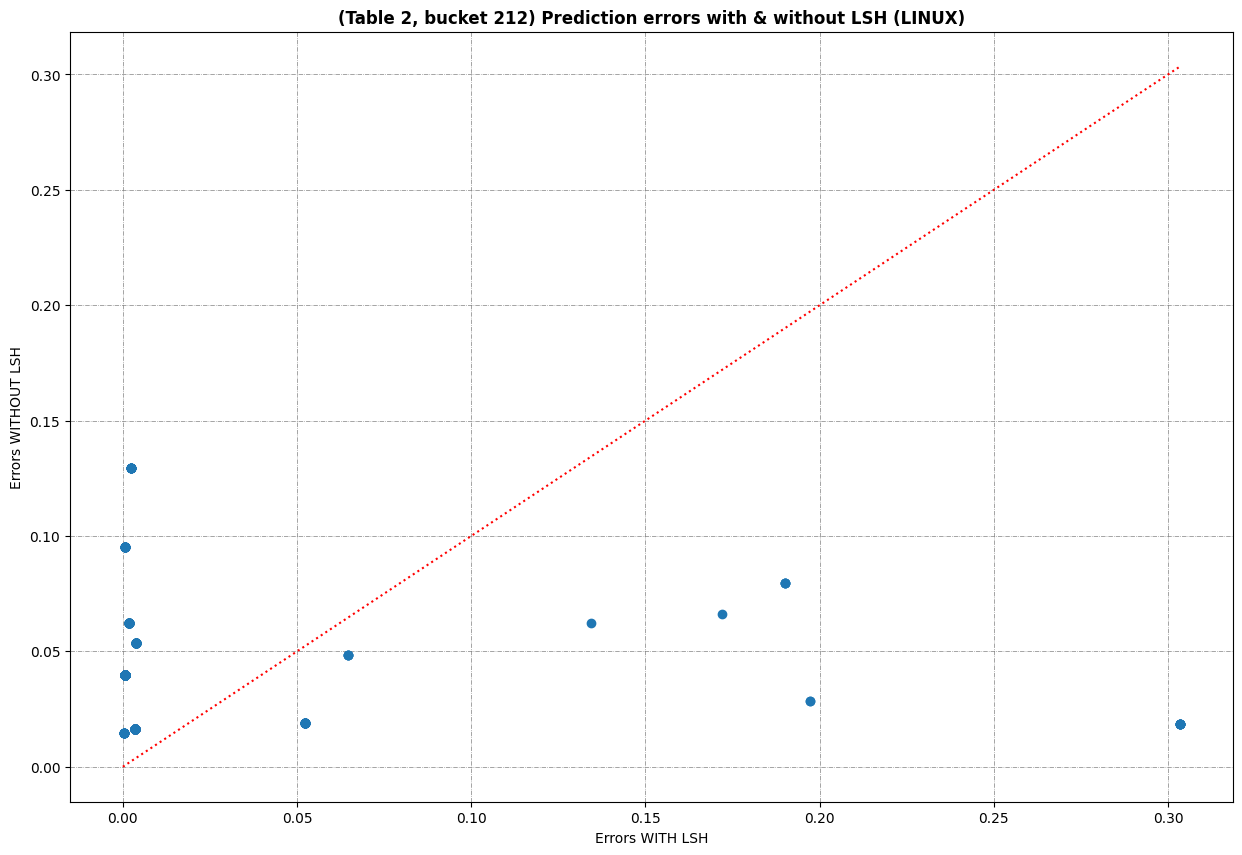 (Table 2, bucket 212) Prediction errors with & without LSH (LINUX)
0.30
0.25
0.20
0.15
0.10
0.05
0.00
Errors WITHOUT LSH
0.00 0.05 0.10 0.15 0.20 0.25 0.30
Errors WITH LSH